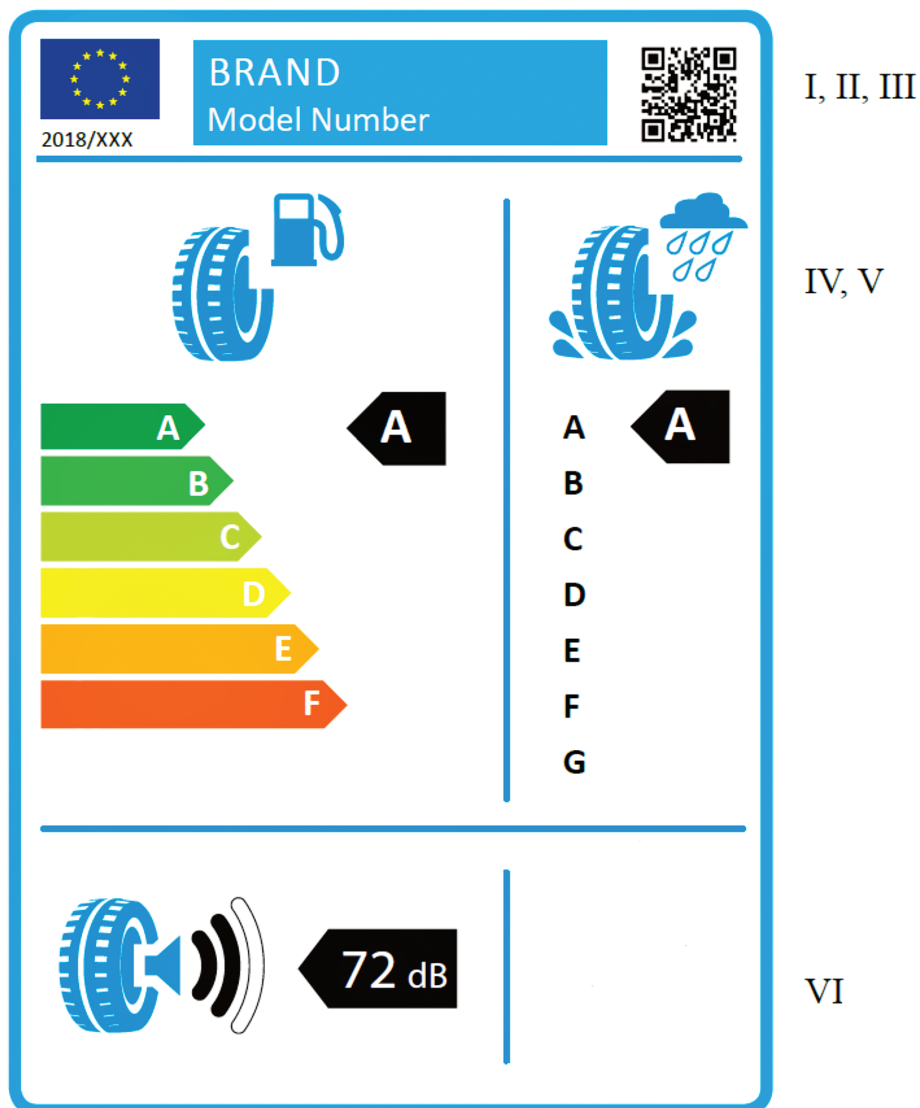 BRAND
Model Number
2018/XXX
I, II, III
IV, V
A A
B
C
D
E
F
A A
B
C
D
E
F
G
72 dB
VI